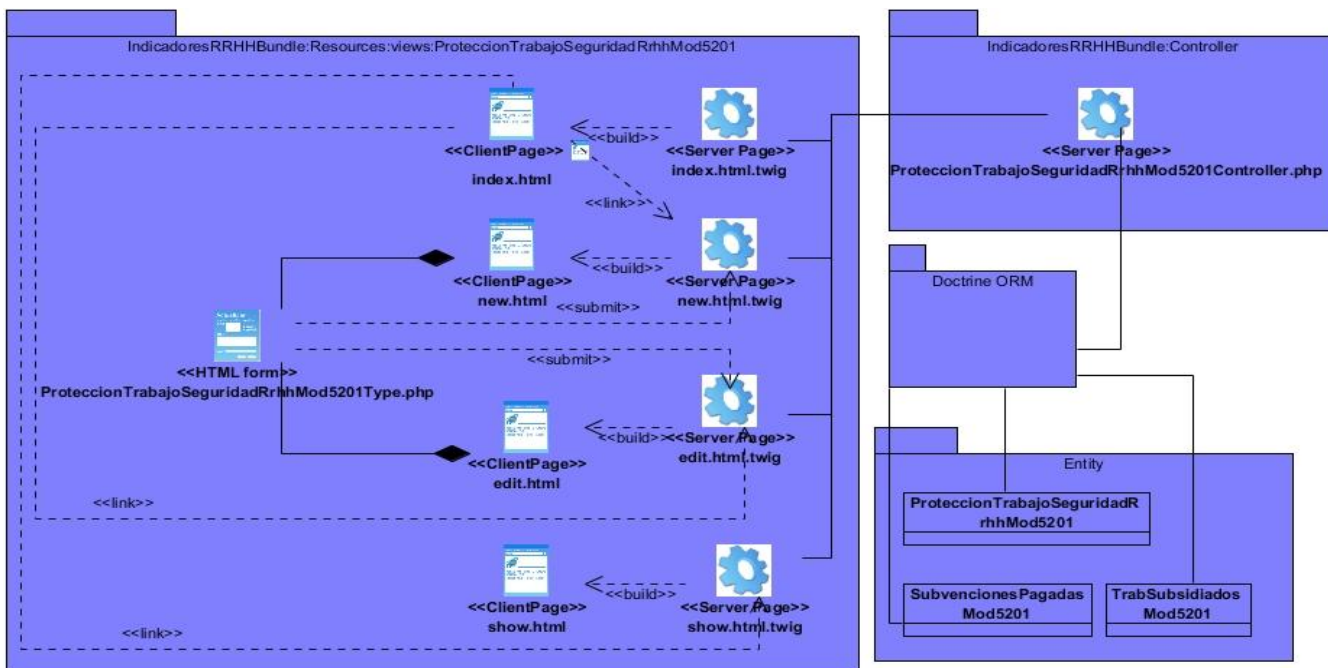 IndicadoresRRHHBundle:Resources:views:ProteccionTrabajoSeguridadRrhhMod5201
IndicadoresRRHHBundle:Controller
<<build>>
<<ClientPage>>
index.html
<<Server Page>>
index.html.twig
<<Server Page>>
ProteccionTrabajoSeguridadRrhhMod5201Controller.php
<<link>>
<<build>>
<<ClientPage>>
new.html
<<Server Page>>
new.html.twig
Doctrine ORM
<<submit>>
<<submit>>
<<HTML form>>
ProteccionTrabajoSeguridadRrhhMod5201Type.php
<<build>>
<<Server Page>>
edit.html.twig
<<ClientPage>>
edit.html
Entity
<<link>>
ProteccionTrabajoSeguridadR
rhhMod5201
<<build>>
<<ClientPage>>
show.html
<<Server Page>>
show.html.twig
SubvencionesPagadas
Mod5201
TrabSubsidiados
Mod5201
<<link>>